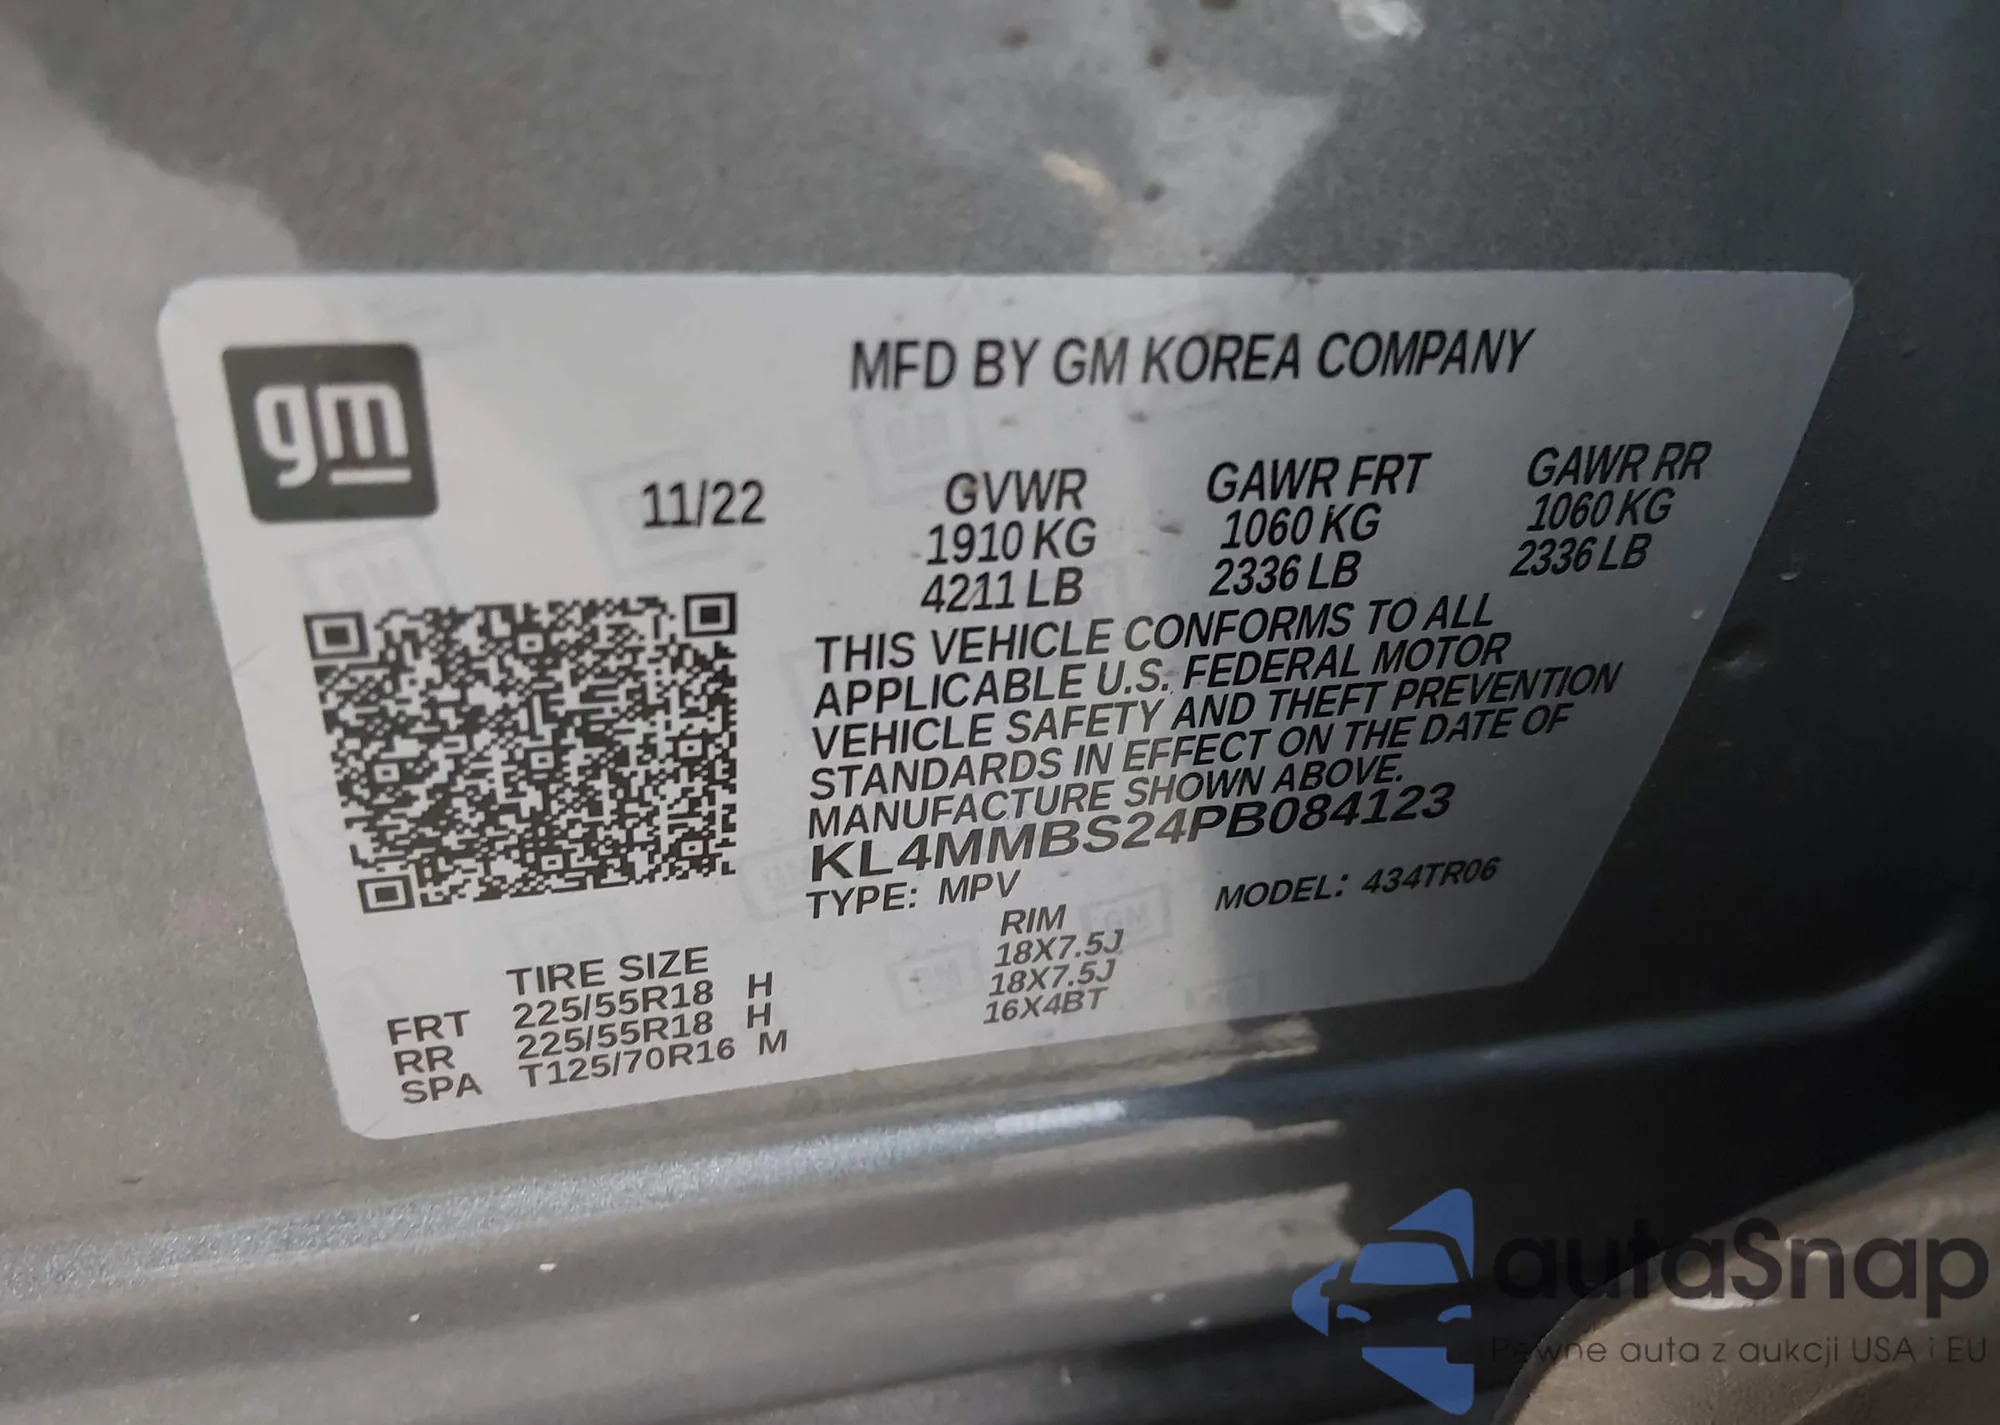 gm
MFD BY GM KOREA COMPANY
11/22
GVWR GAWR FRT GAWR RR
1910 KG 1060 KG 1060 KG
4211 LB 2336 LB 2336 LB
THIS VEHICLE CONFORMS TO ALL
APPLICABLE U.S. FEDERAL MOTOR
VEHICLE SAFETY AND THEFT PREVENTION
STANDARDS IN EFFECT ON THE DATE OF
MANUFACTURE SHOWN ABOVE.
KL4MMBS24PB084123
TYPE: MPV MODEL: 434TR06
TIRE SIZE RIM
FRT 225/55R18 H 18X7.5J
RR 225/55R18 H 18X7.5J
SPA T125/70R16 M 16X4BT
autaSnap
Pewne auta z aukcji USA i EU